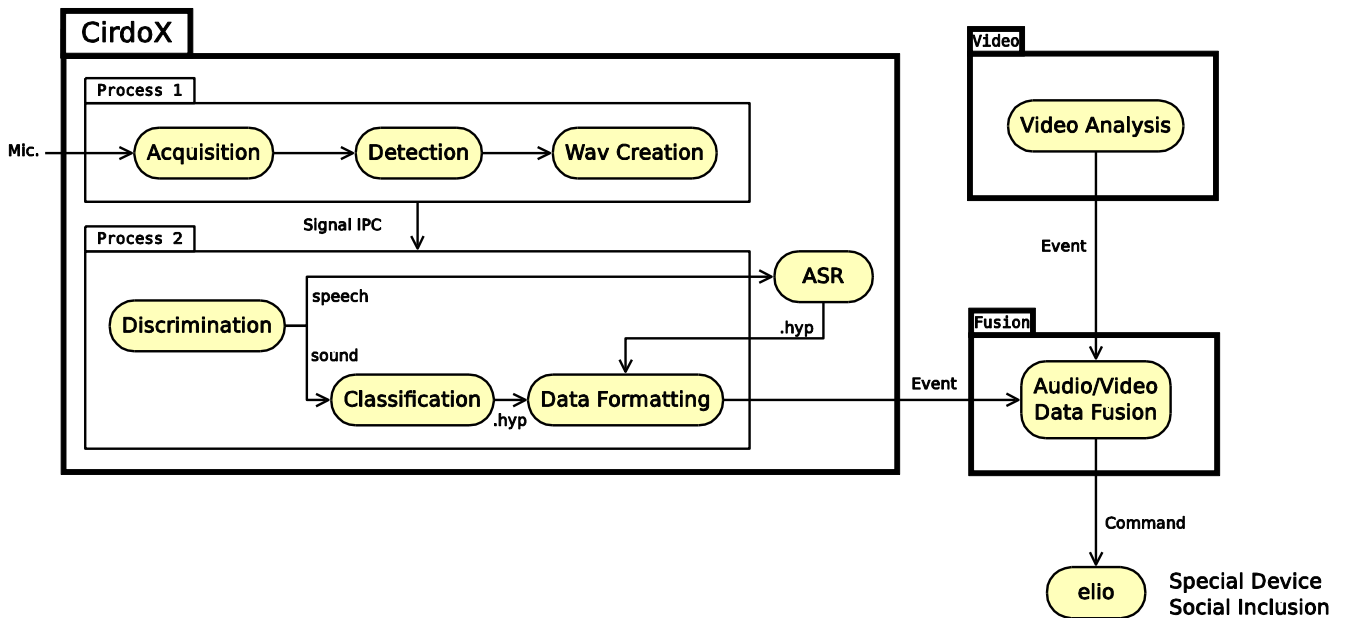 CirdoX
Process 1
Mic.
Acquisition
Detection
Wav Creation
Signal IPC
Process 2
Discrimination
speech
sound
ASR
.hyp
Classification
.hyp
Data Formatting
Event
Video
Video Analysis
Event
Fusion
Audio/Video
Data Fusion
Command
elio
Special Device
Social Inclusion